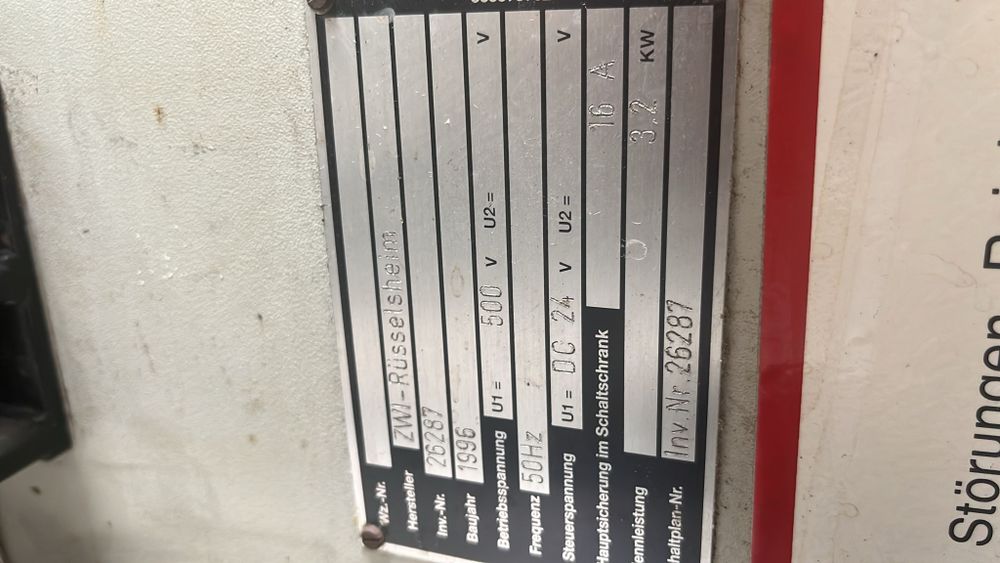 Wz.-Nr.
Hersteller ZWI-Rüsselsheim
Inv.-Nr. 26287
Baujahr 1996
Betriebsspannung U1 = 500 V U2 = V
Frequenz 50Hz
Steuerspannung U1 = DC 24 V U2 = V
Hauptsicherung im Schaltschrank 16 A
ennleistung 3.2 KW
haltplan-Nr. Inv.Nr.26287
Störungen